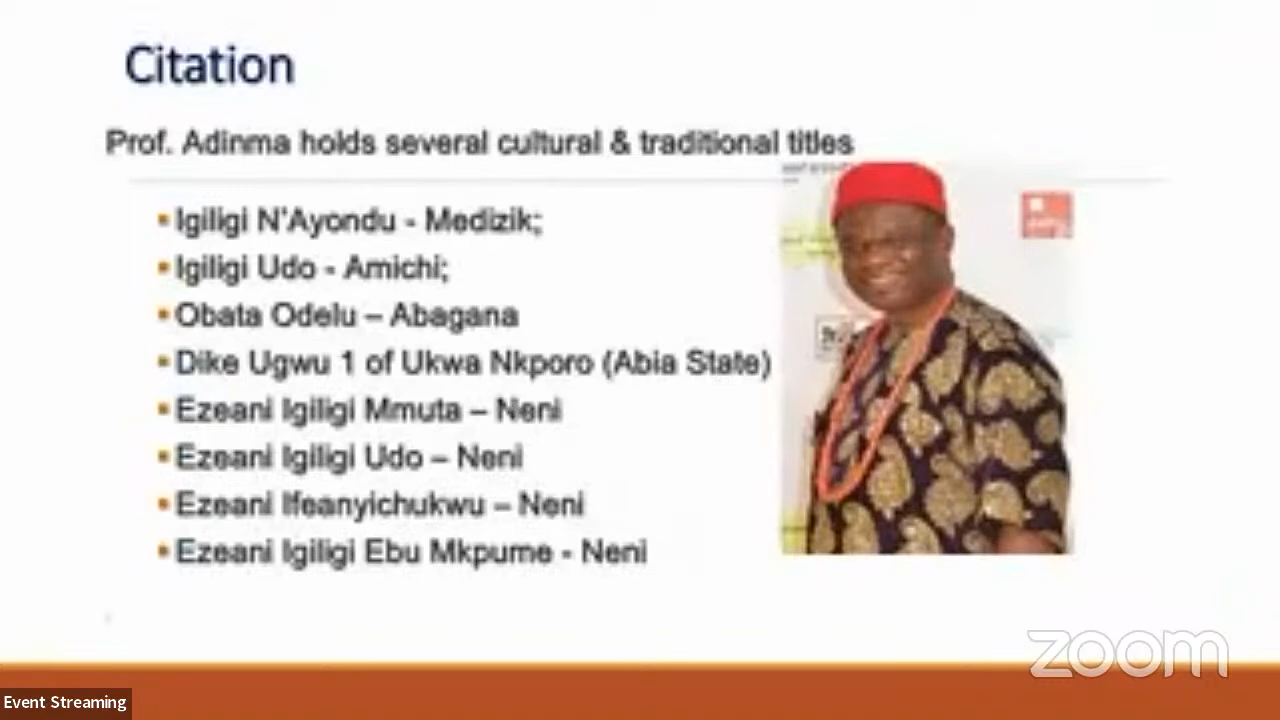 Citation
Prof. Adinma holds several cultural & traditional titles
▪Igiligi N'Ayondu - Medizik;
▪Igiligi Udo - Amichi;
▪Obata Odelu – Abagana
▪Dike Ugwu 1 of Ukwa Nkporo (Abia State)
▪Ezeani Igiligi Mmuta – Neni
▪Ezeani Igiligi Udo – Neni
▪Ezeani Ifeanyichukwu – Neni
▪Ezeani Igiligi Ebu Mkpume - Neni
zoom
Event Streaming